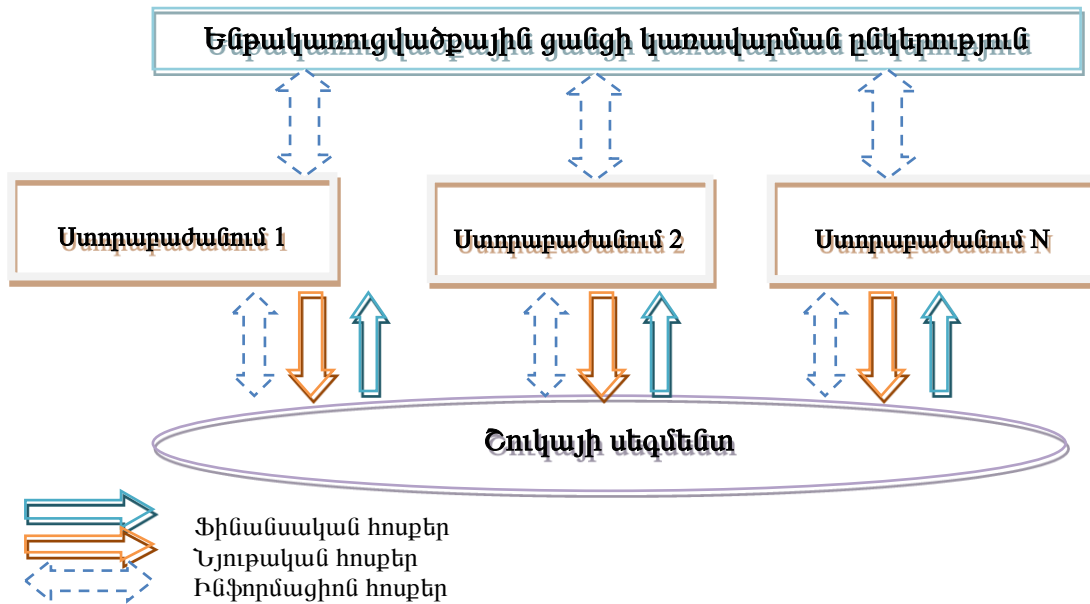 Ենթակառուցվածքային ցանցի կառավարման ընկերություն
Ստորաբաժանում 1
Ստորաբաժանում 2
Ստորաբաժանում N
Շուկայի սեգմենտ
Ֆինանսական հոսքեր
Նյութական հոսքեր
Ինֆորմացիոն հոսքեր